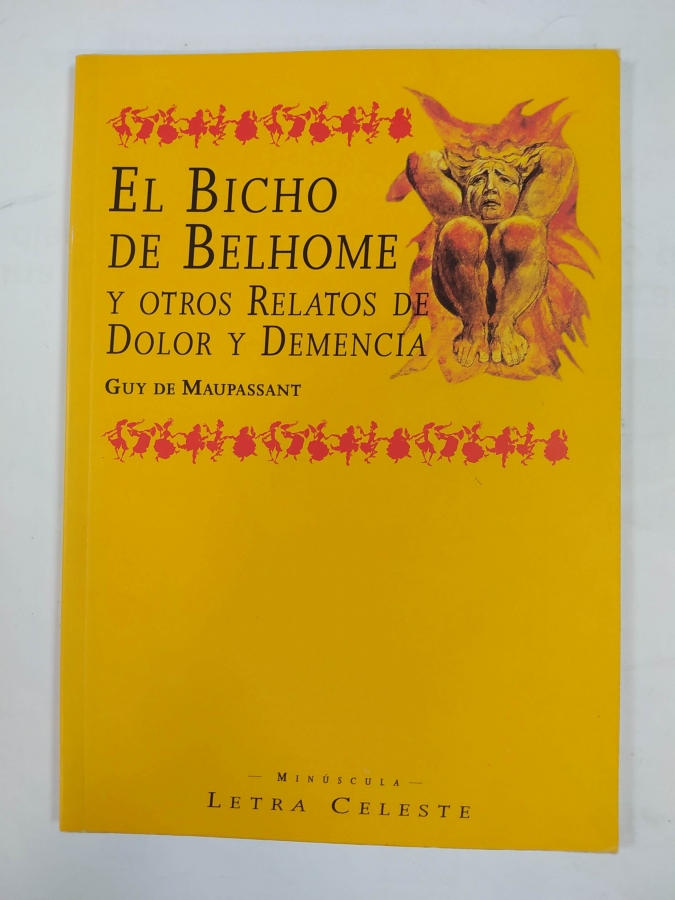 El Bicho
de Belhome
y otros Relatos de
Dolor y Demencia
Guy de Maupassant
— Minúscula —
Letra Celeste